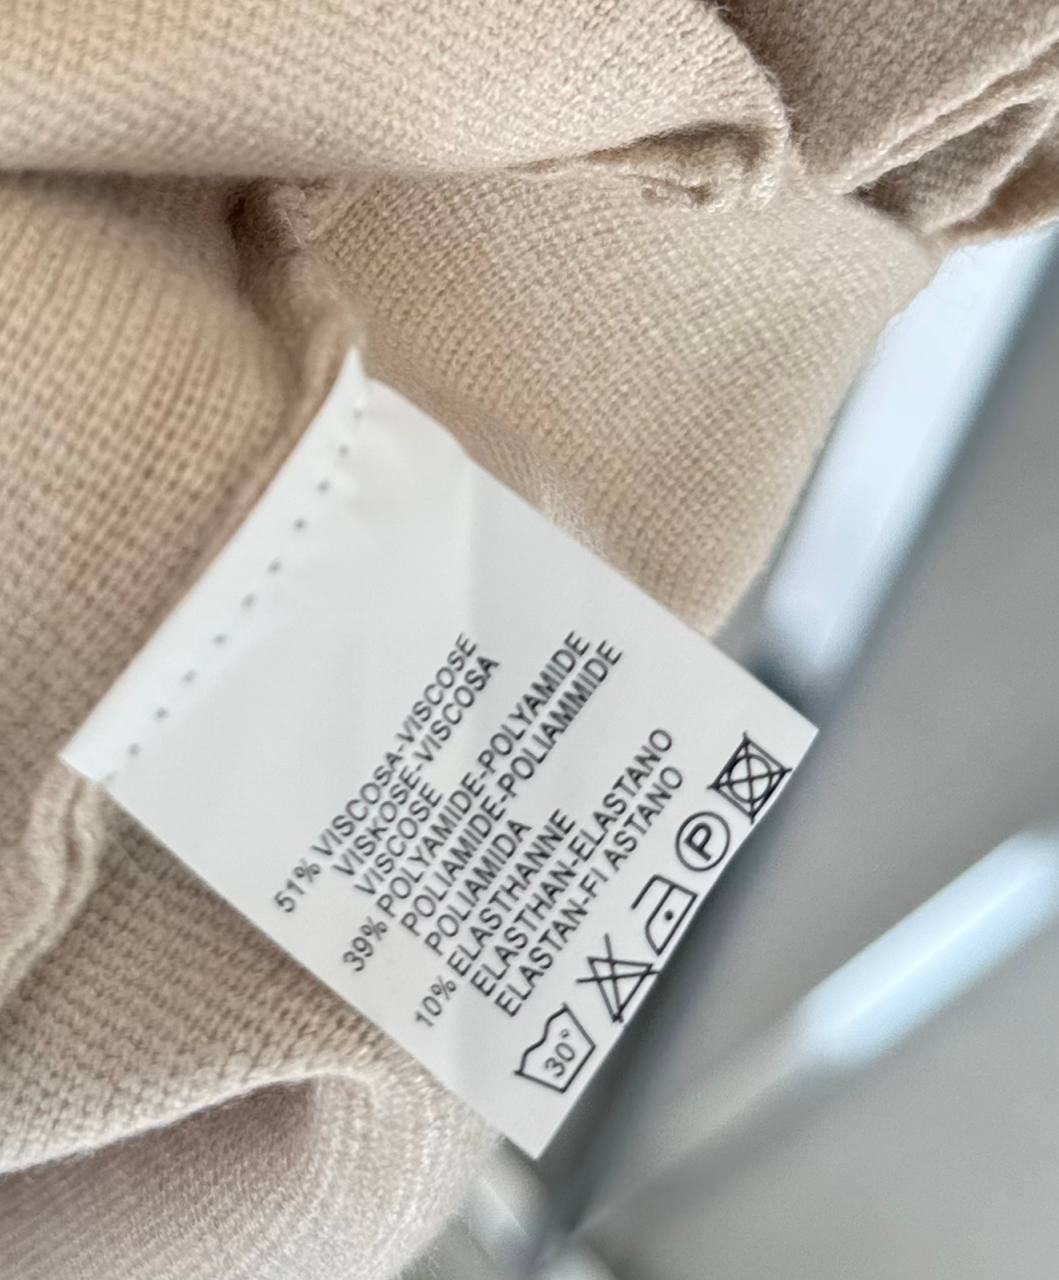 51% VISCOSA-VISCOSE
VISKOSE-VISCOSA
VISCOSE
39% POLYAMIDE-POLYAMIDE
POLIAMIDE-POLIAMMIDE
POLIAMIDA
10% ELASTHANNE
ELASTHAN-ELASTANO
ELASTAN-FI ASTANO
30°
P